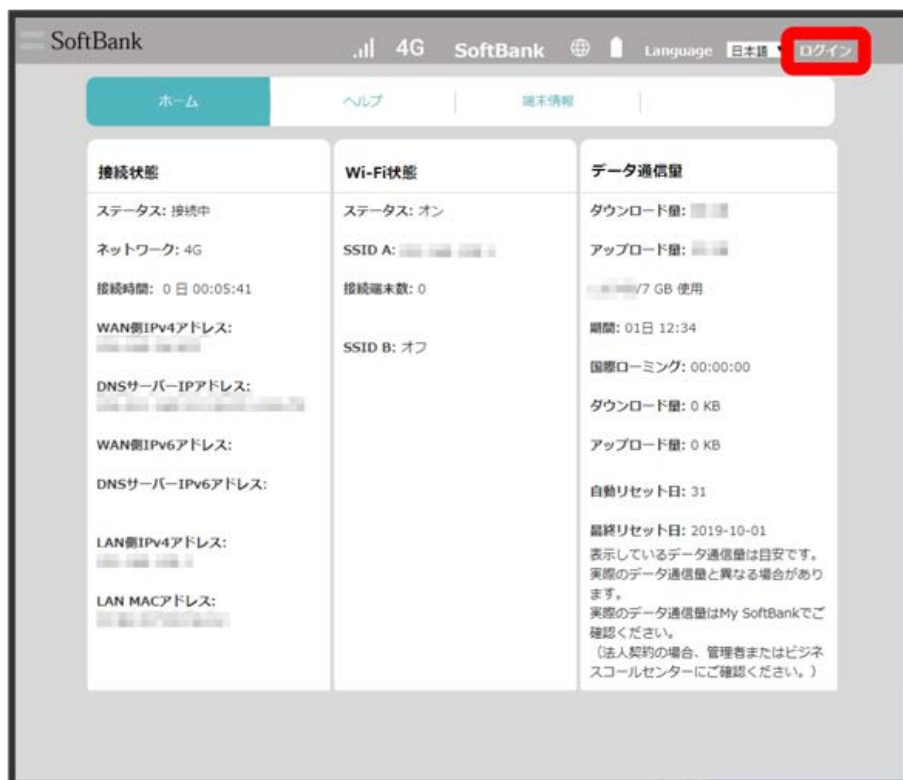 SoftBank
4G SoftBank Language 日本語 ログイン
ホーム ヘルプ 端末情報
接続状態
ステータス: 接続中
ネットワーク: 4G
接続時間: 0 日 00:05:41
WAN側IPv4アドレス:
DNSサーバーIPアドレス:
WAN側IPv6アドレス:
DNSサーバーIPv6アドレス:
LAN側IPv4アドレス:
LAN MACアドレス:
Wi-Fi状態
ステータス: オン
SSID A:
接続端末数: 0
SSID B: オフ
データ通信量
ダウンロード量:
アップロード量:
/7 GB 使用
期間: 01日 12:34
国際ローミング: 00:00:00
ダウンロード量: 0 KB
アップロード量: 0 KB
自動リセット日: 31
最終リセット日: 2019-10-01
表示しているデータ通信量は目安です。
実際のデータ通信量と異なる場合があり
ます。
実際のデータ通信量はMy SoftBankでご
確認ください。
（法人契約の場合、管理者またはビジネ
スコールセンターにご確認ください。）